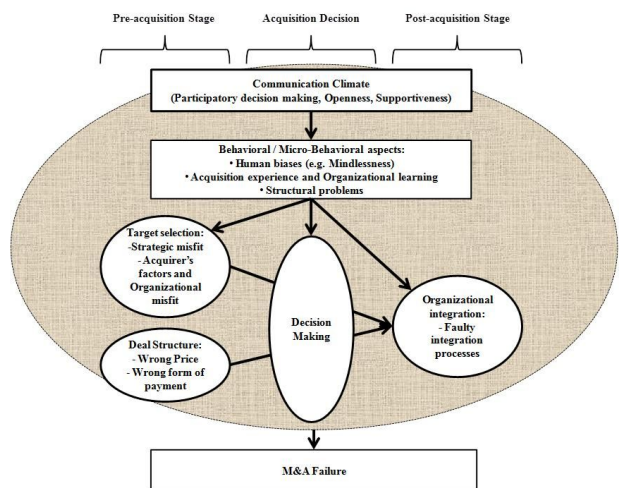 Pre-acquisition Stage
Acquisition Decision
Post-acquisition Stage
Communication Climate
(Participatory decision making, Openness, Supportiveness)
Behavioral / Micro-Behavioral aspects:
• Human biases (e.g. Mindlessness)
• Acquisition experience and Organizational learning
• Structural problems
Target selection:
-Strategic misfit
- Acquirer's
factors and
Organizational
misfit
Decision
Making
Organizational
integration:
- Faulty
integration
processes
Deal Structure:
- Wrong Price
- Wrong form of
payment
M&A Failure